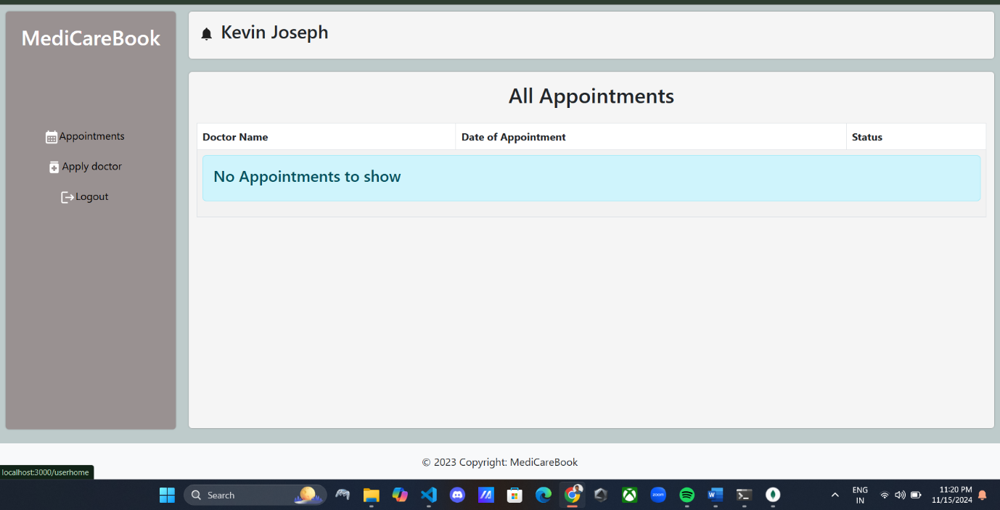 MediCareBook
Kevin Joseph
Appointments
Apply doctor
Logout
All Appointments
Doctor Name Date of Appointment Status
No Appointments to show
© 2023 Copyright: MediCareBook
localhost:3000/userhome
Search
zoom
W
ENG
IN
11:20 PM
11/15/2024